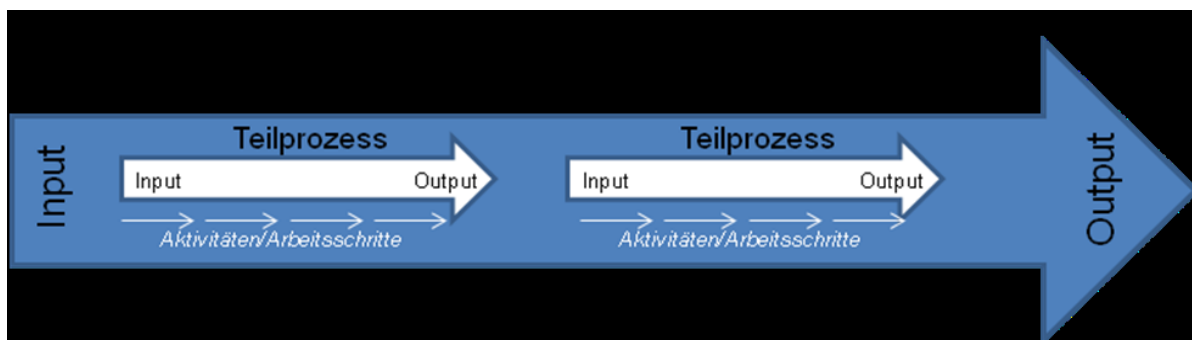 Input
Teilprozess
Input Output
Aktivitäten/Arbeitsschritte
Teilprozess
Input Output
Aktivitäten/Arbeitsschritte
Output